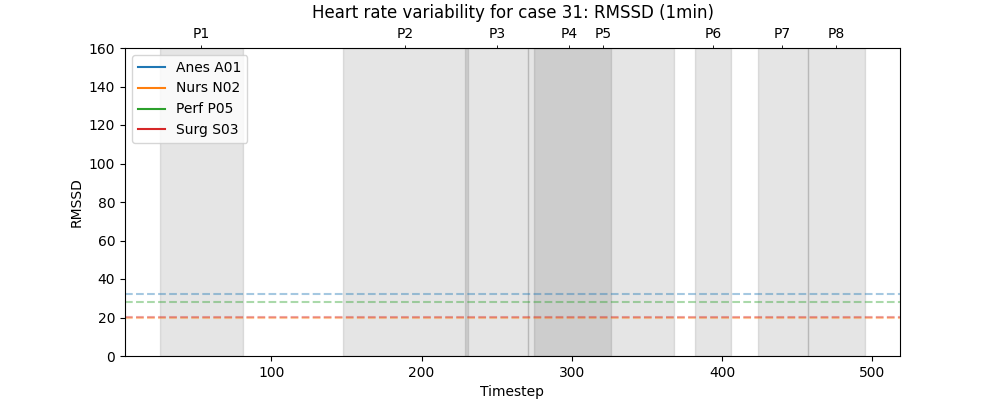 Heart rate variability for case 31: RMSSD (1min)
P1 P2 P3 P4 P5 P6 P7 P8
Anes A01
Nurs N02
Perf P05
Surg S03
160
140
120
100
80
60
40
20
0
RMSSD
100 200 300 400 500
Timestep